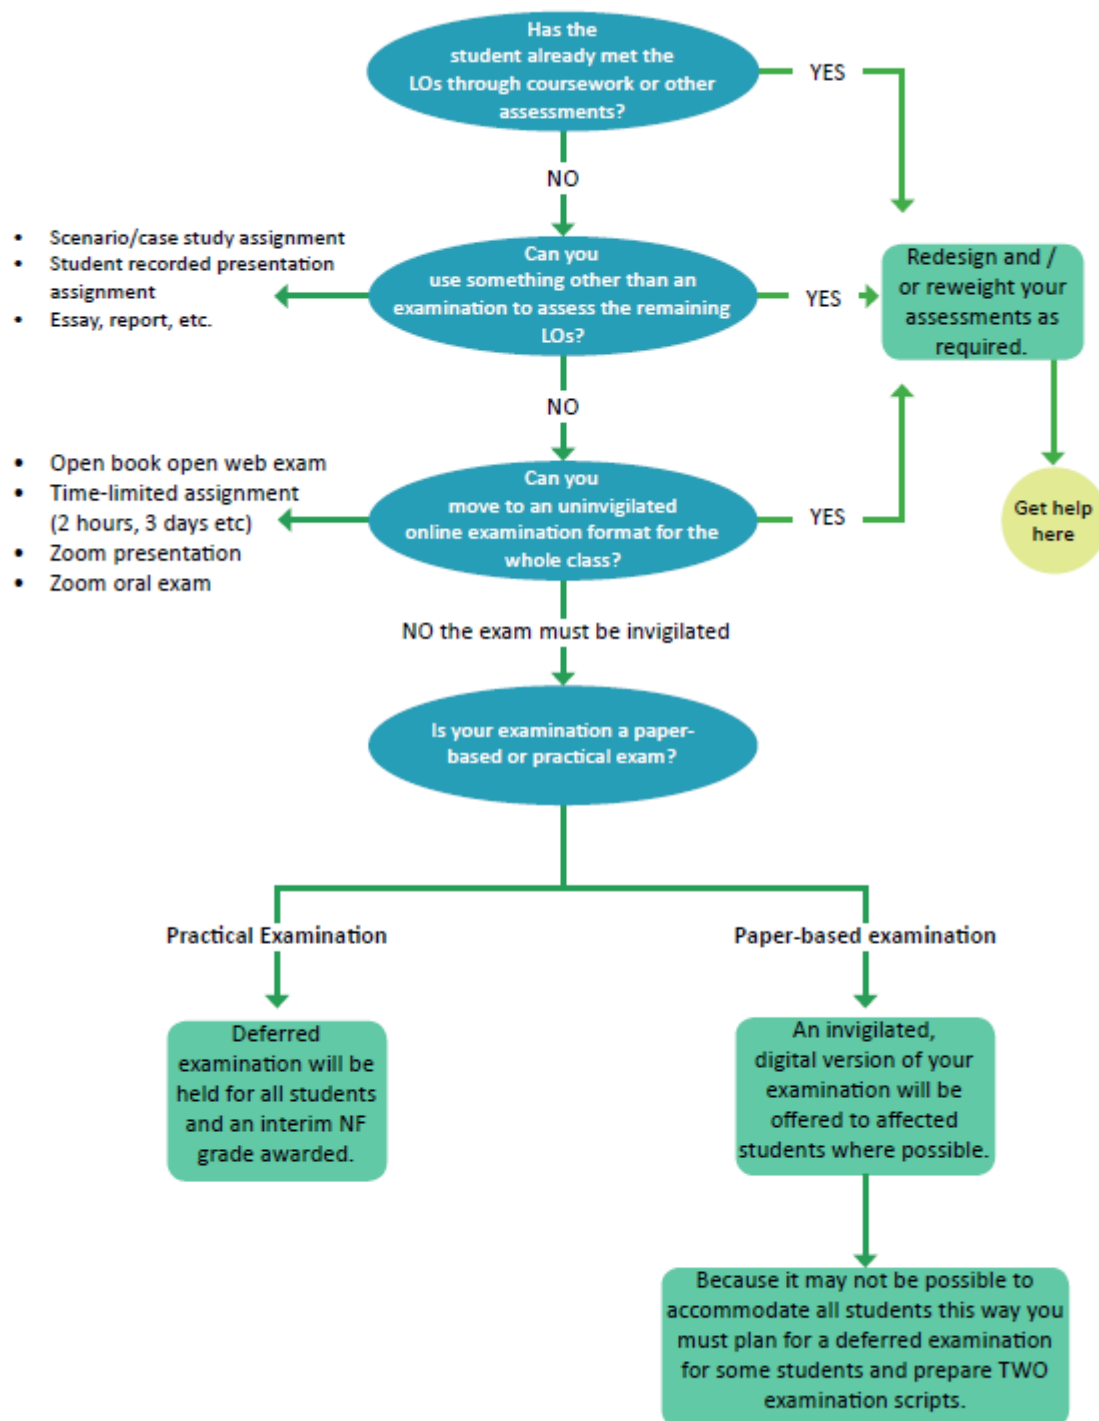 Has the
student already met the
LOs through coursework or other
assessments?
YES
NO
• Scenario/case study assignment
• Student recorded presentation
assignment
• Essay, report, etc.
Can you
use something other than an
examination to assess the remaining
LOs?
YES
Redesign and /
or reweight your
assessments as
required.
NO
• Open book open web exam
• Time-limited assignment
(2 hours, 3 days etc)
• Zoom presentation
• Zoom oral exam
Can you
move to an uninvigilated
online examination format for the
whole class?
YES
Get help
here
NO the exam must be invigilated
Is your examination a paper-
based or practical exam?
Practical Examination
Paper-based examination
Deferred
examination will be
held for all students
and an interim NF
grade awarded.
An invigilated,
digital version of your
examination will be
offered to affected
students where possible.
Because it may not be possible to
accommodate all students this way you
must plan for a deferred examination
for some students and prepare TWO
examination scripts.